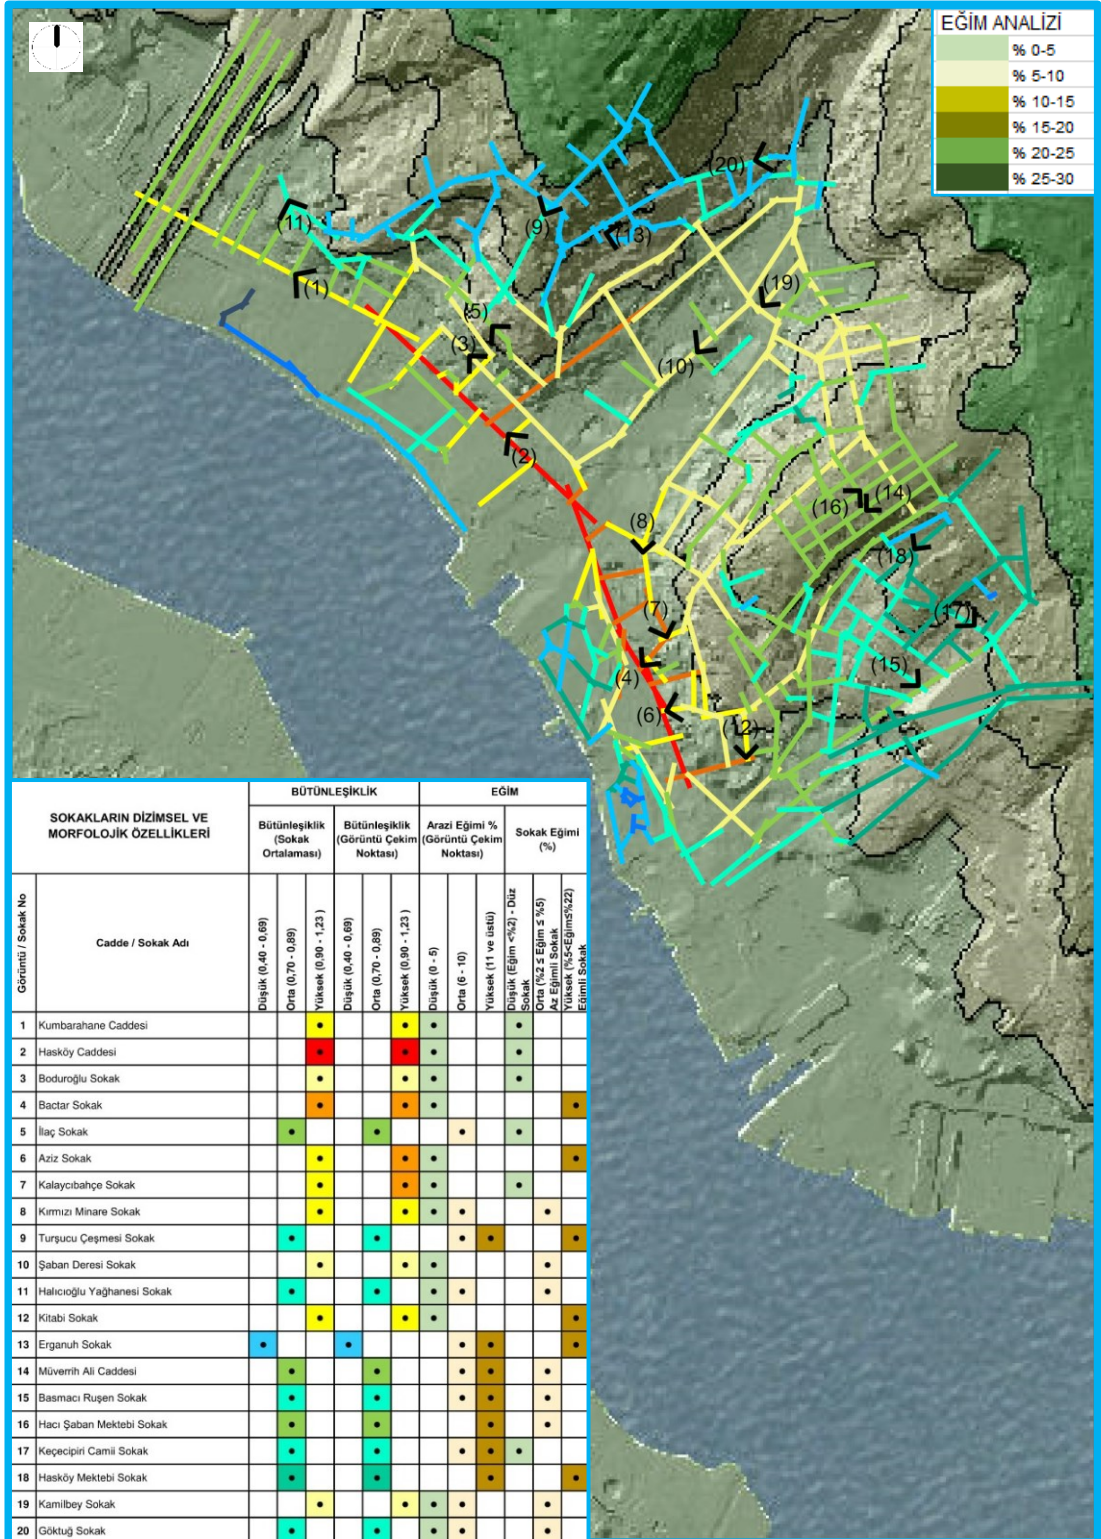 EĞİM ANALİZİ
% 0-5
% 5-10
% 10-15
% 15-20
% 20-25
% 25-30
(20)
(11)
(9)
(13)
(1)
(19)
(5)
(3)
(10)
(2)
(16)
(14)
(8)
(18)
(7)
(17)
(4)
(15)
(6)
(12)
SOKAKLARIN DİZİMSEL VE
MORFOLOJİK ÖZELLİKLERİ
BÜTÜNLEŞİKLİK
EĞİM
Bütünleşiklik
(Sokak
Ortalaması)
Bütünleşiklik
(Görüntü Çekim
Noktası)
Arazi Eğimi %
(Görüntü Çekim
Noktası)
Sokak Eğimi
(%)
Görüntü / Sokak No
Cadde / Sokak Adı
Düşük (0,40 - 0,69)
Orta (0,70 - 0,89)
Yüksek (0,90 - 1,23 )
Düşük (0,40 - 0,69)
Orta (0,70 - 0,89)
Yüksek (0,90 - 1,23 )
Düşük (0 - 5)
Orta (6 - 10)
Yüksek (11 ve üstü)
Düşük (Eğim <%2) - Düz
Sokak
Orta (%2 ≤ Eğim ≤ %5)
Az Eğimli Sokak
Yüksek (%5<Eğim≤%22)
Eğimli Sokak
1 Kumbarahane Caddesi
2 Hasköy Caddesi
3 Boduroğlu Sokak
4 Bactar Sokak
5 İlaç Sokak
6 Aziz Sokak
7 Kalaycıbahçe Sokak
8 Kırmızı Minare Sokak
9 Turşucu Çeşmesi Sokak
10 Şaban Deresi Sokak
11 Halıcıoğlu Yağhanesi Sokak
12 Kitabi Sokak
13 Erganuh Sokak
14 Müverrih Ali Caddesi
15 Basmacı Ruşen Sokak
16 Hacı Şaban Mektebi Sokak
17 Keçecipiri Camii Sokak
18 Hasköy Mektebi Sokak
19 Kamilbey Sokak
20 Göktuğ Sokak